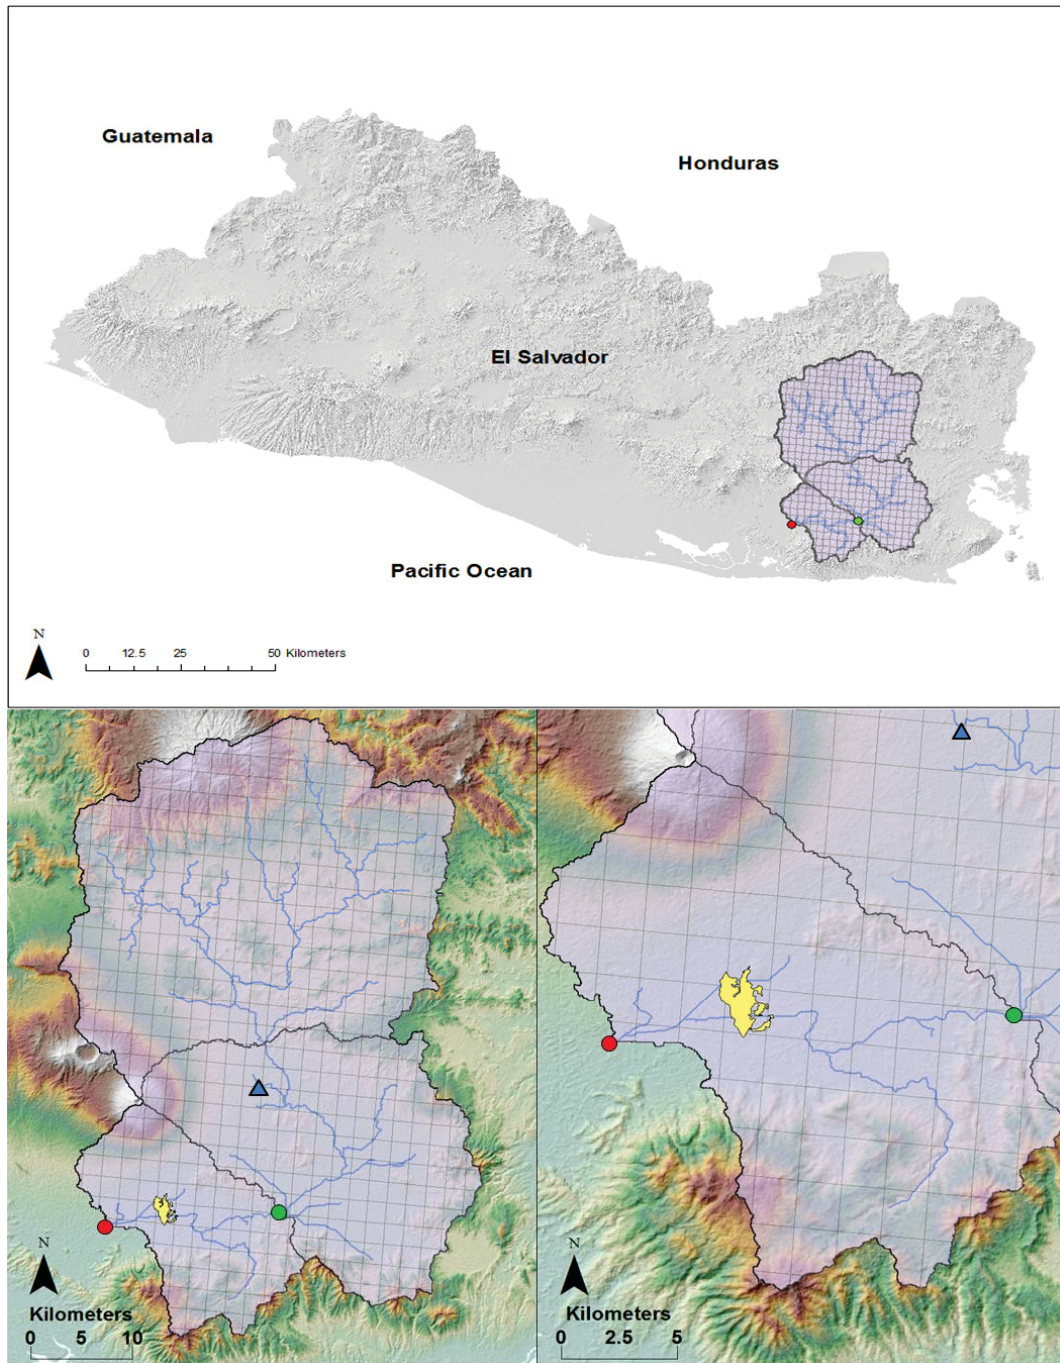 Guatemala
Honduras
El Salvador
Pacific Ocean
N
0 12.5 25 50 Kilometers
N
Kilometers
0 5 10
N
Kilometers
0 2.5 5